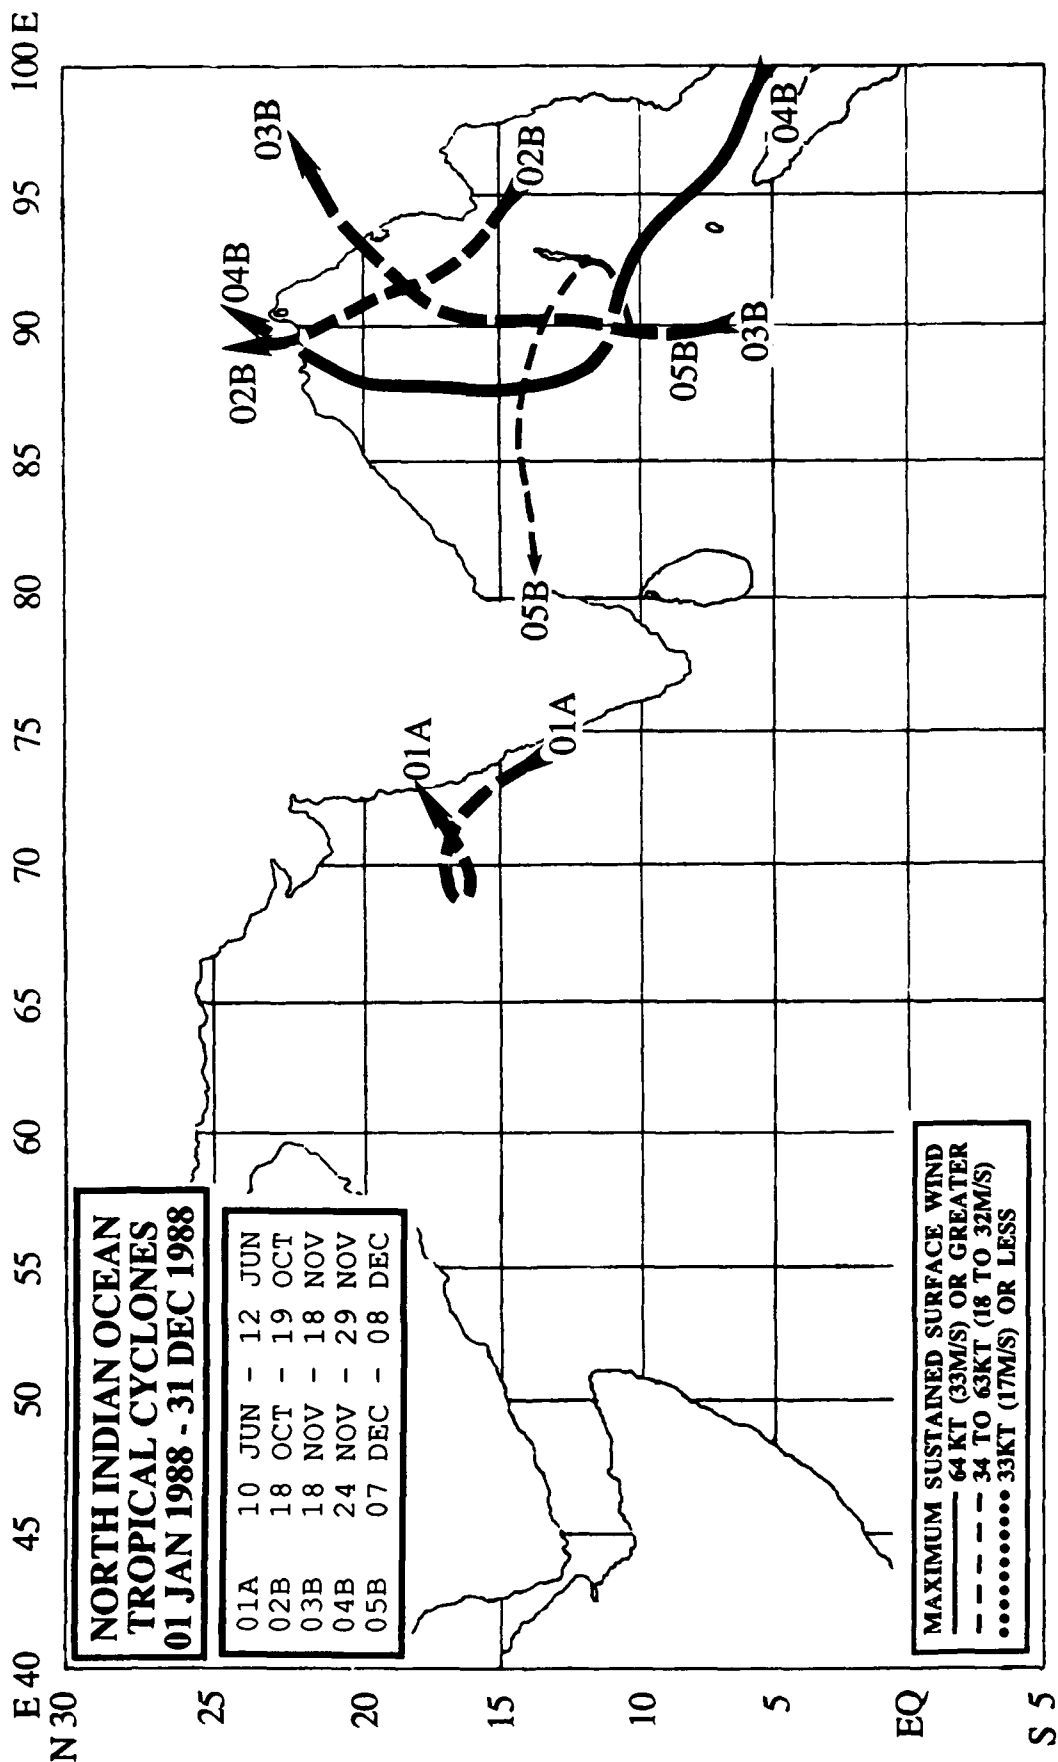 NORTH INDIAN OCEAN
TROPICAL CYCLONES
01 JAN 1988 - 31 DEC 1988
01A 10 JUN - 12 JUN
02B 18 OCT - 19 OCT
03B 18 NOV - 18 NOV
04B 24 NOV - 29 NOV
05B 07 DEC - 08 DEC
E 40 45 50 55 60 65 70 75 80 85 90 95 100 E
N 30
25
20
15
10
5
EQ
S 5
02B
04B
03B
02B
01A
01A
05B
05B
03B
04B
MAXIMUM SUSTAINED SURFACE WIND
64 KT (33M/S) OR GREATER
34 TO 63KT (18 TO 32M/S)
33KT (17M/S) OR LESS